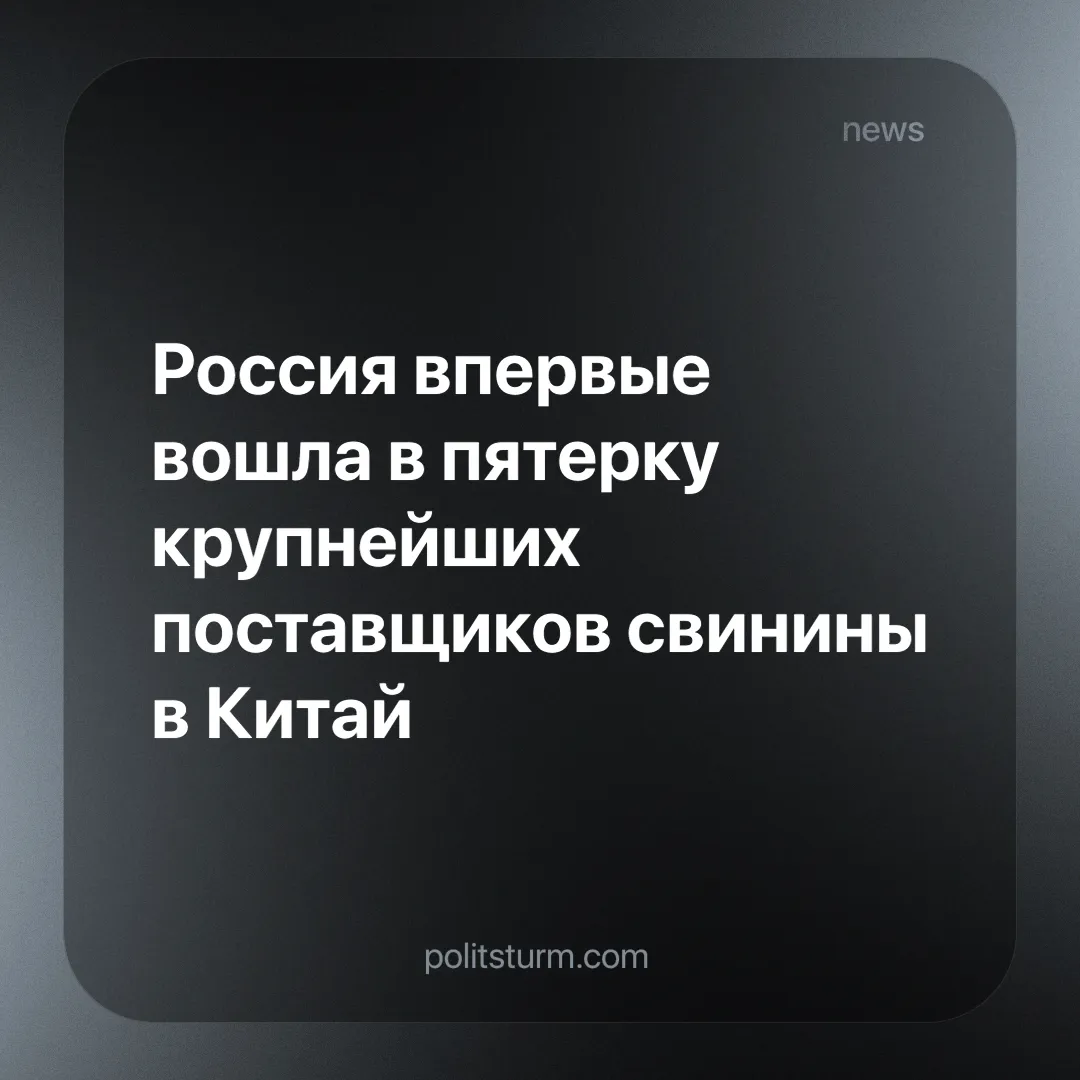 news
Россия впервые
вошла в пятерку
крупнейших
поставщиков свинины
в Китай
politsturm.com